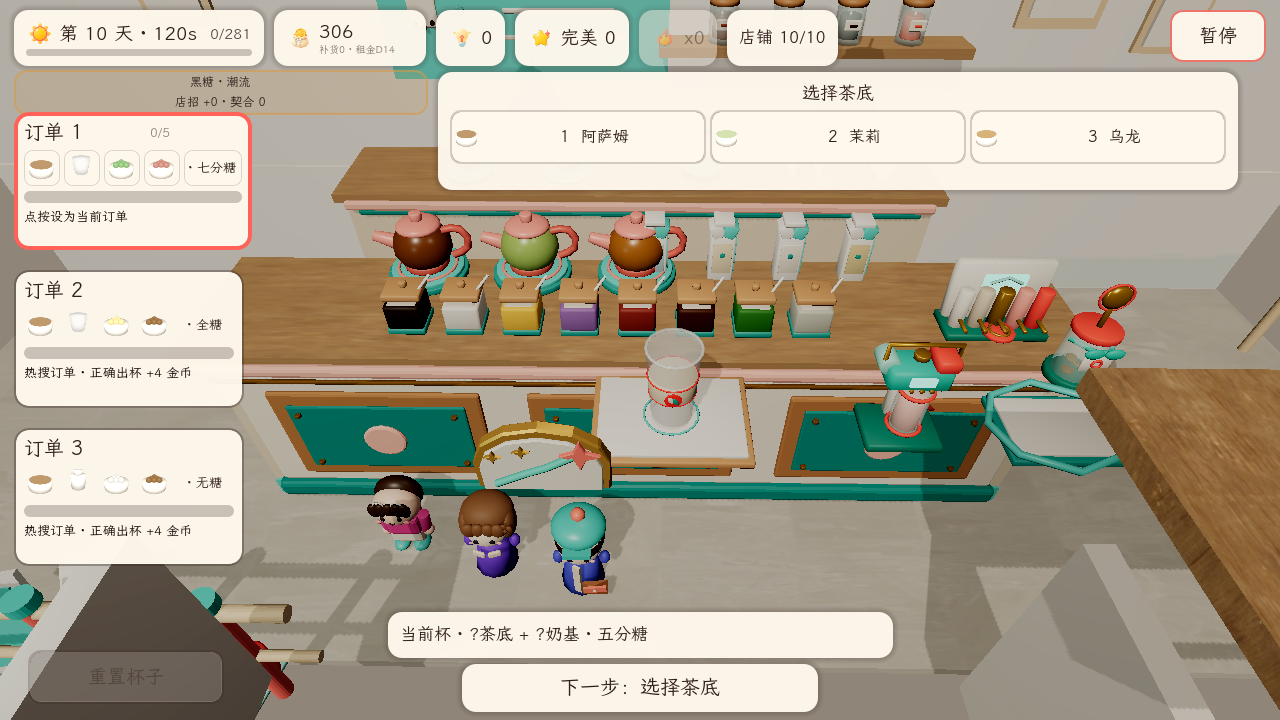 第 10 天・120s 0/281
306
补货0・租金D14
0
完美 0
x0
店铺 10/10
暂停
黑糖・潮流
店招 +0・契合 0
选择茶底
1 阿萨姆
2 茉莉
3 乌龙
订单 1 0/5
・七分糖
点按设为当前订单
订单 2
・全糖
热搜订单・正确出杯 +4 金币
订单 3
・无糖
热搜订单・正确出杯 +4 金币
当前杯・?茶底 + ?奶基・五分糖
重置杯子
下一步: 选择茶底